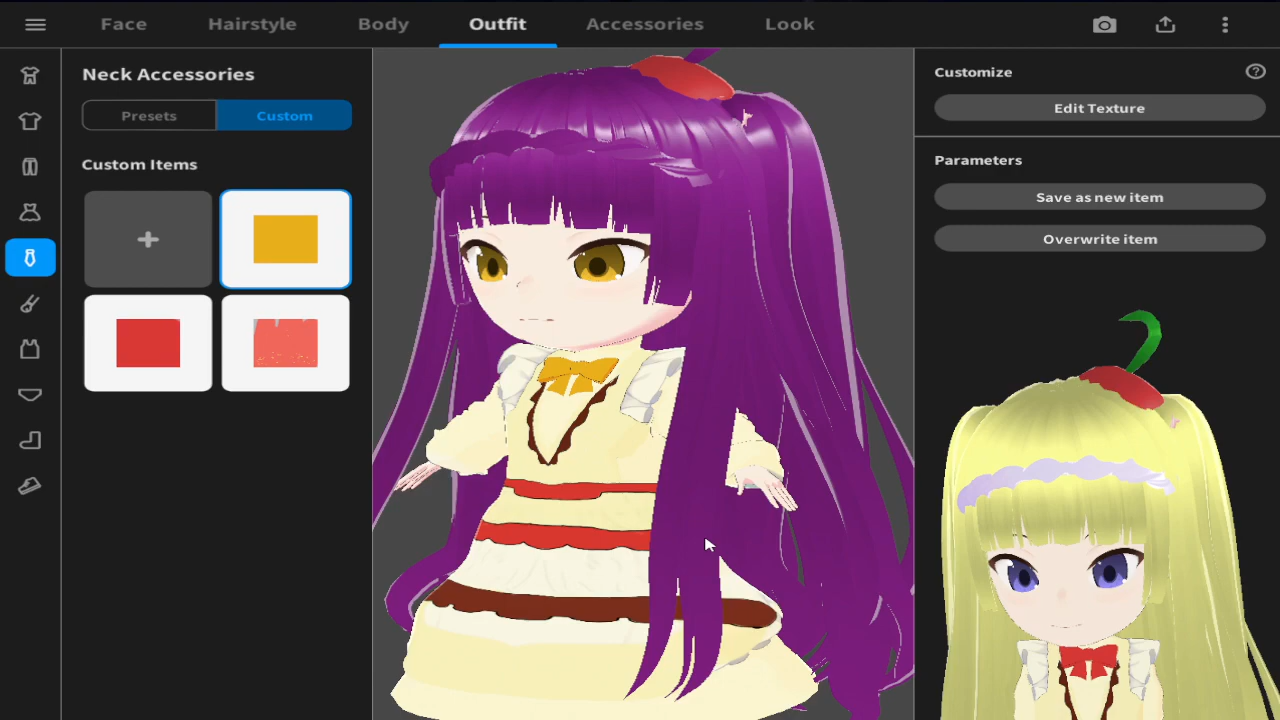 Face Hairstyle Body Outfit Accessories Look
Neck Accessories
Presets Custom
Custom Items
Customize
Edit Texture
Parameters
Save as new item
Overwrite item